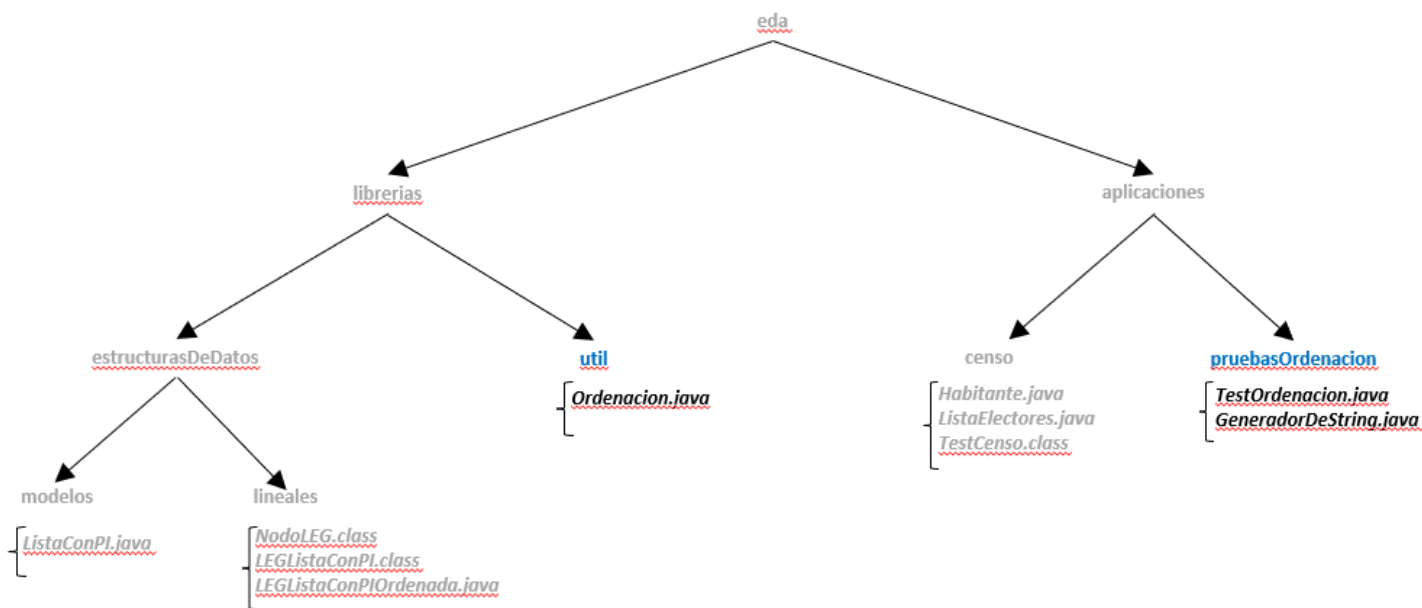 eda
librerias
aplicaciones
estructurasDeDatos
util
censo
pruebasOrdenacion
Ordenacion.java
Habitante.java
ListaElectores.java
TestCenso.class
TestOrdenacion.java
GeneradorDeString.java
modelos
lineales
ListaConPI.java
NodoLEG.class
LEGListaConPI.class
LEGListaConPIOrdenada.java